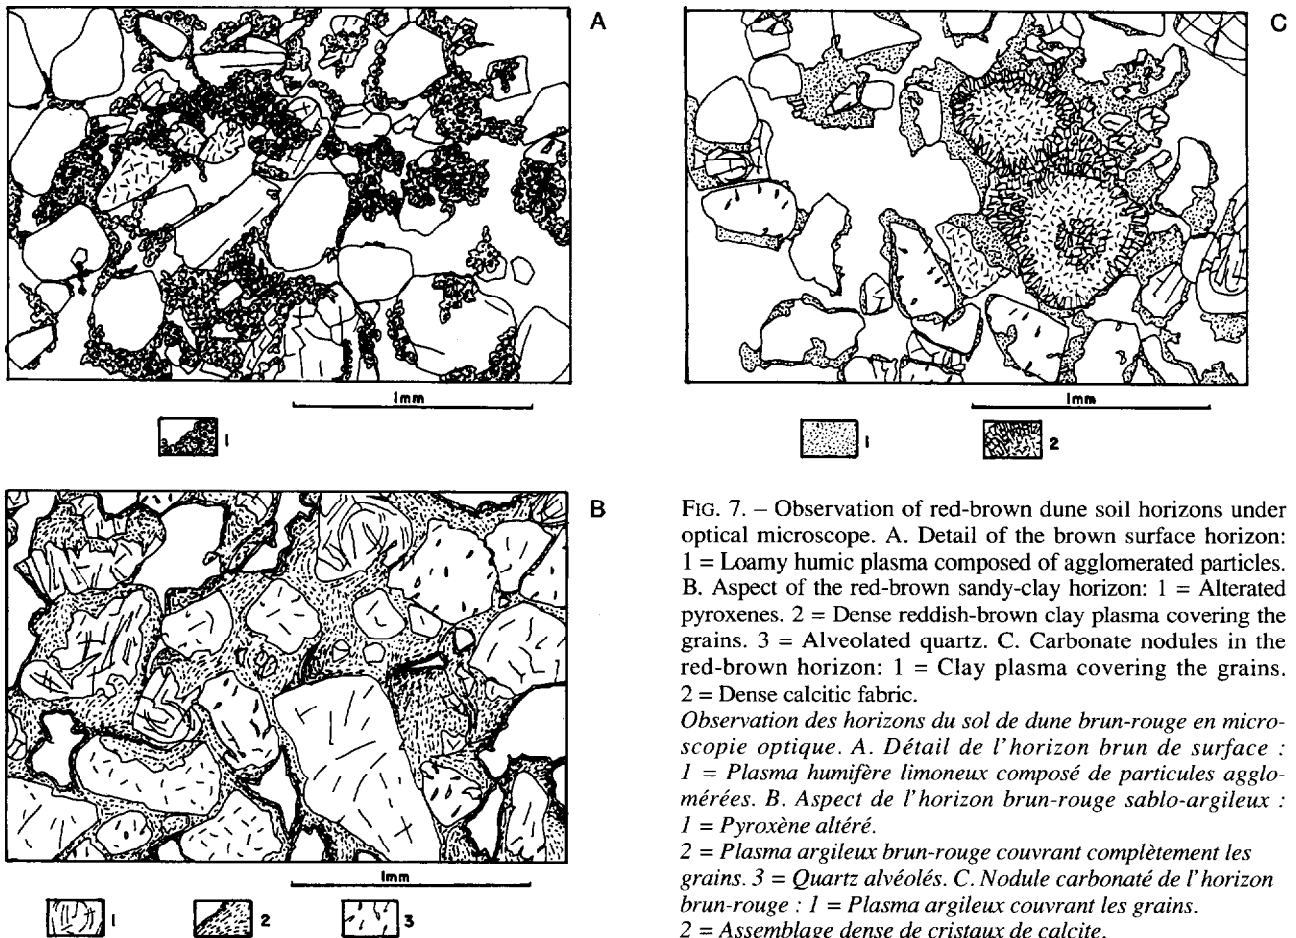 A
1mm
1
C
1mm
1
2
B
1mm
1
2
3
FIG. 7. – Observation of red-brown dune soil horizons under
optical microscope. A. Detail of the brown surface horizon:
1 = Loamy humic plasma composed of agglomerated particles.
B. Aspect of the red-brown sandy-clay horizon: 1 = Alterated
pyroxenes. 2 = Dense reddish-brown clay plasma covering the
grains. 3 = Alveolated quartz. C. Carbonate nodules in the
red-brown horizon: 1 = Clay plasma covering the grains.
2 = Dense calcitic fabric.
Observation des horizons du sol de dune brun-rouge en micro-
scopie optique. A. Détail de l'horizon brun de surface :
1 = Plasma humifère limoneux composé de particules agglo-
mérées. B. Aspect de l'horizon brun-rouge sablo-argileux :
1 = Pyroxène altéré.
2 = Plasma argileux brun-rouge couvrant complètement les
grains. 3 = Quartz alvéolés. C. Nodule carbonaté de l'horizon
brun-rouge : 1 = Plasma argileux couvrant les grains.
2 = Assemblage dense de cristaux de calcite.